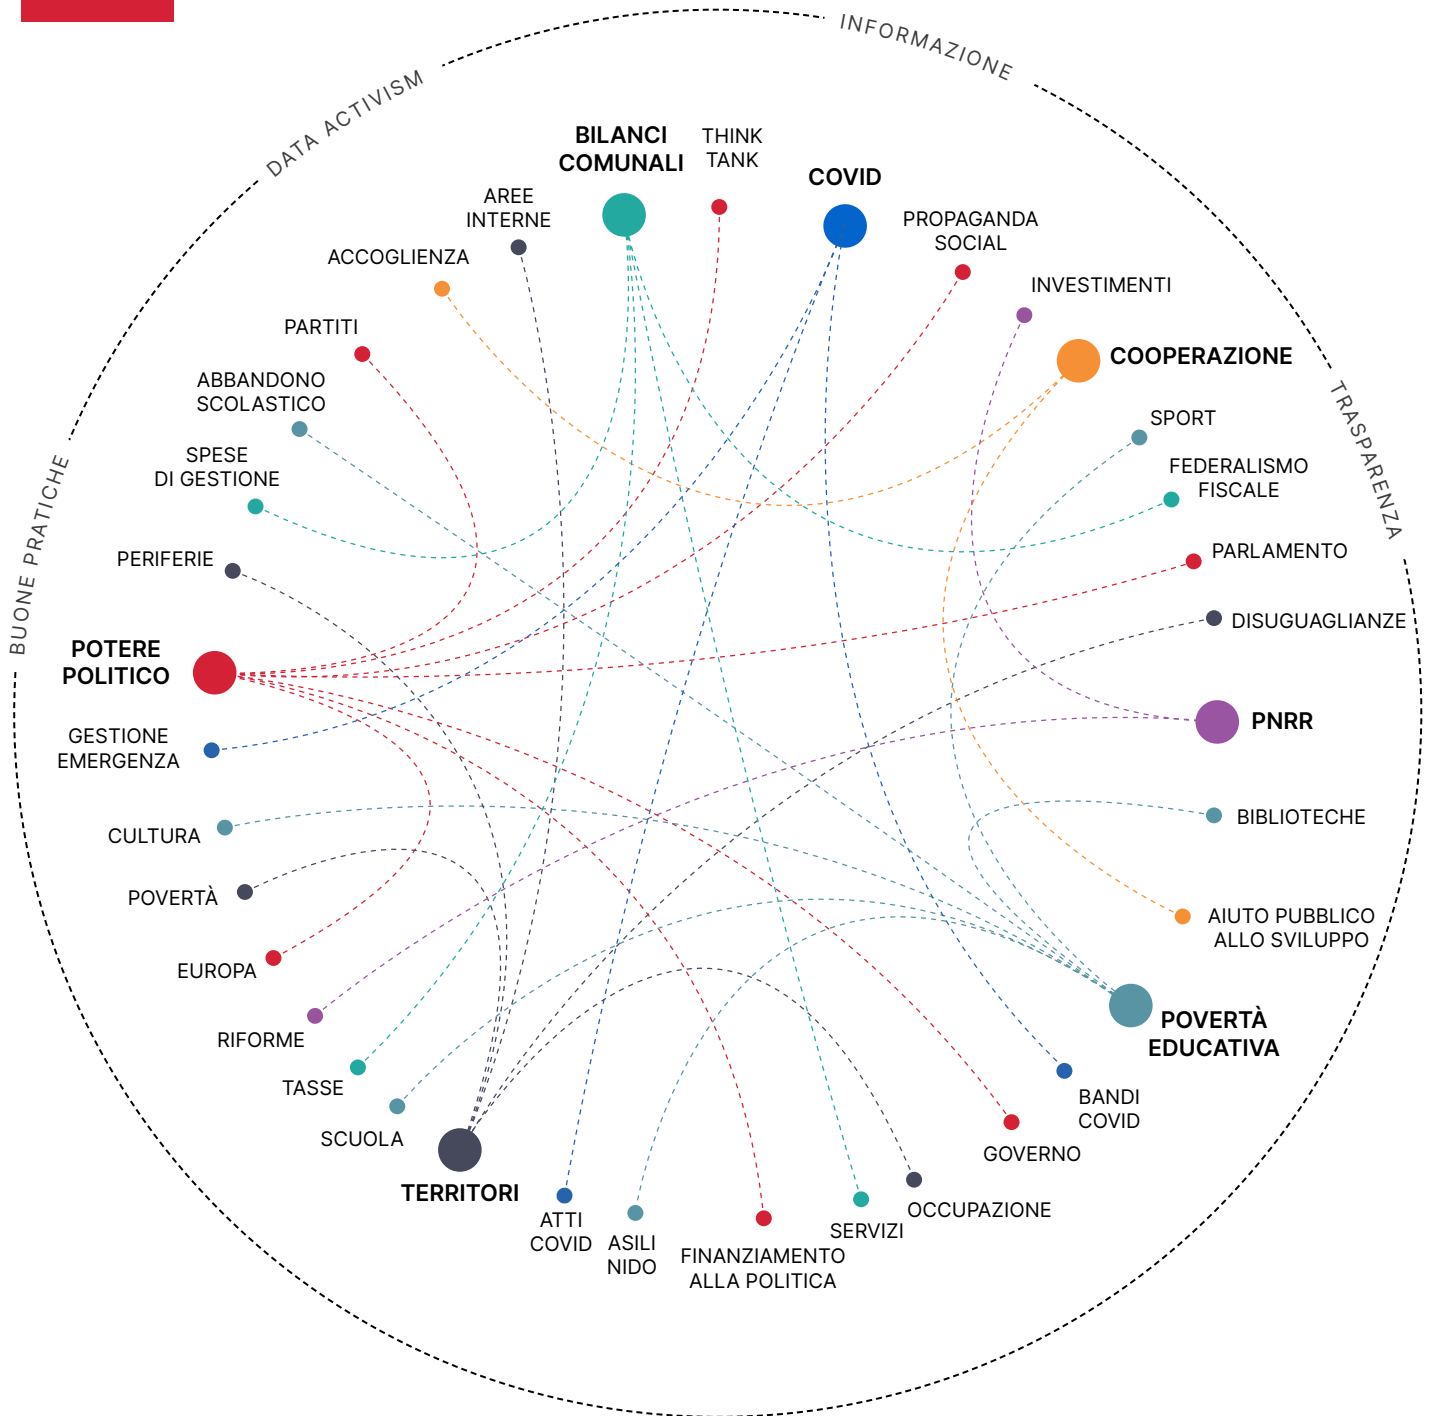 INFORMAZIONE
DATA ACTIVISM
TRASPARENZA
BUONE PRATICHE
BILANCI
COMUNALI
THINK
TANK
COVID
PROPAGANDA
SOCIAL
INVESTIMENTI
COOPERAZIONE
SPORT
FEDERALISMO
FISCALE
PARLAMENTO
DISUGUAGLIANZE
PNRR
BIBLIOTECHE
AIUTO PUBBLICO
ALLO SVILUPPO
POVERTÀ
EDUCATIVA
BANDI
COVID
GOVERNO
OCCUPAZIONE
SERVIZI
FINANZIAMENTO
ALLA POLITICA
ASILI
NIDO
ATTI
COVID
TERRITORI
SCUOLA
TASSE
RIFORME
EUROPA
POVERTÀ
CULTURA
GESTIONE
EMERGENZA
POTERE
POLITICO
PERIFERIE
SPESE
DI GESTIONE
ABBANDONO
SCOLASTICO
PARTITI
ACCOGLIENZA
AREE
INTERNE